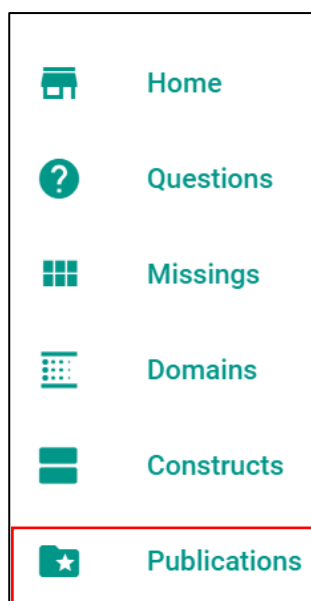 Home
Questions
Missings
Domains
Constructs
Publications